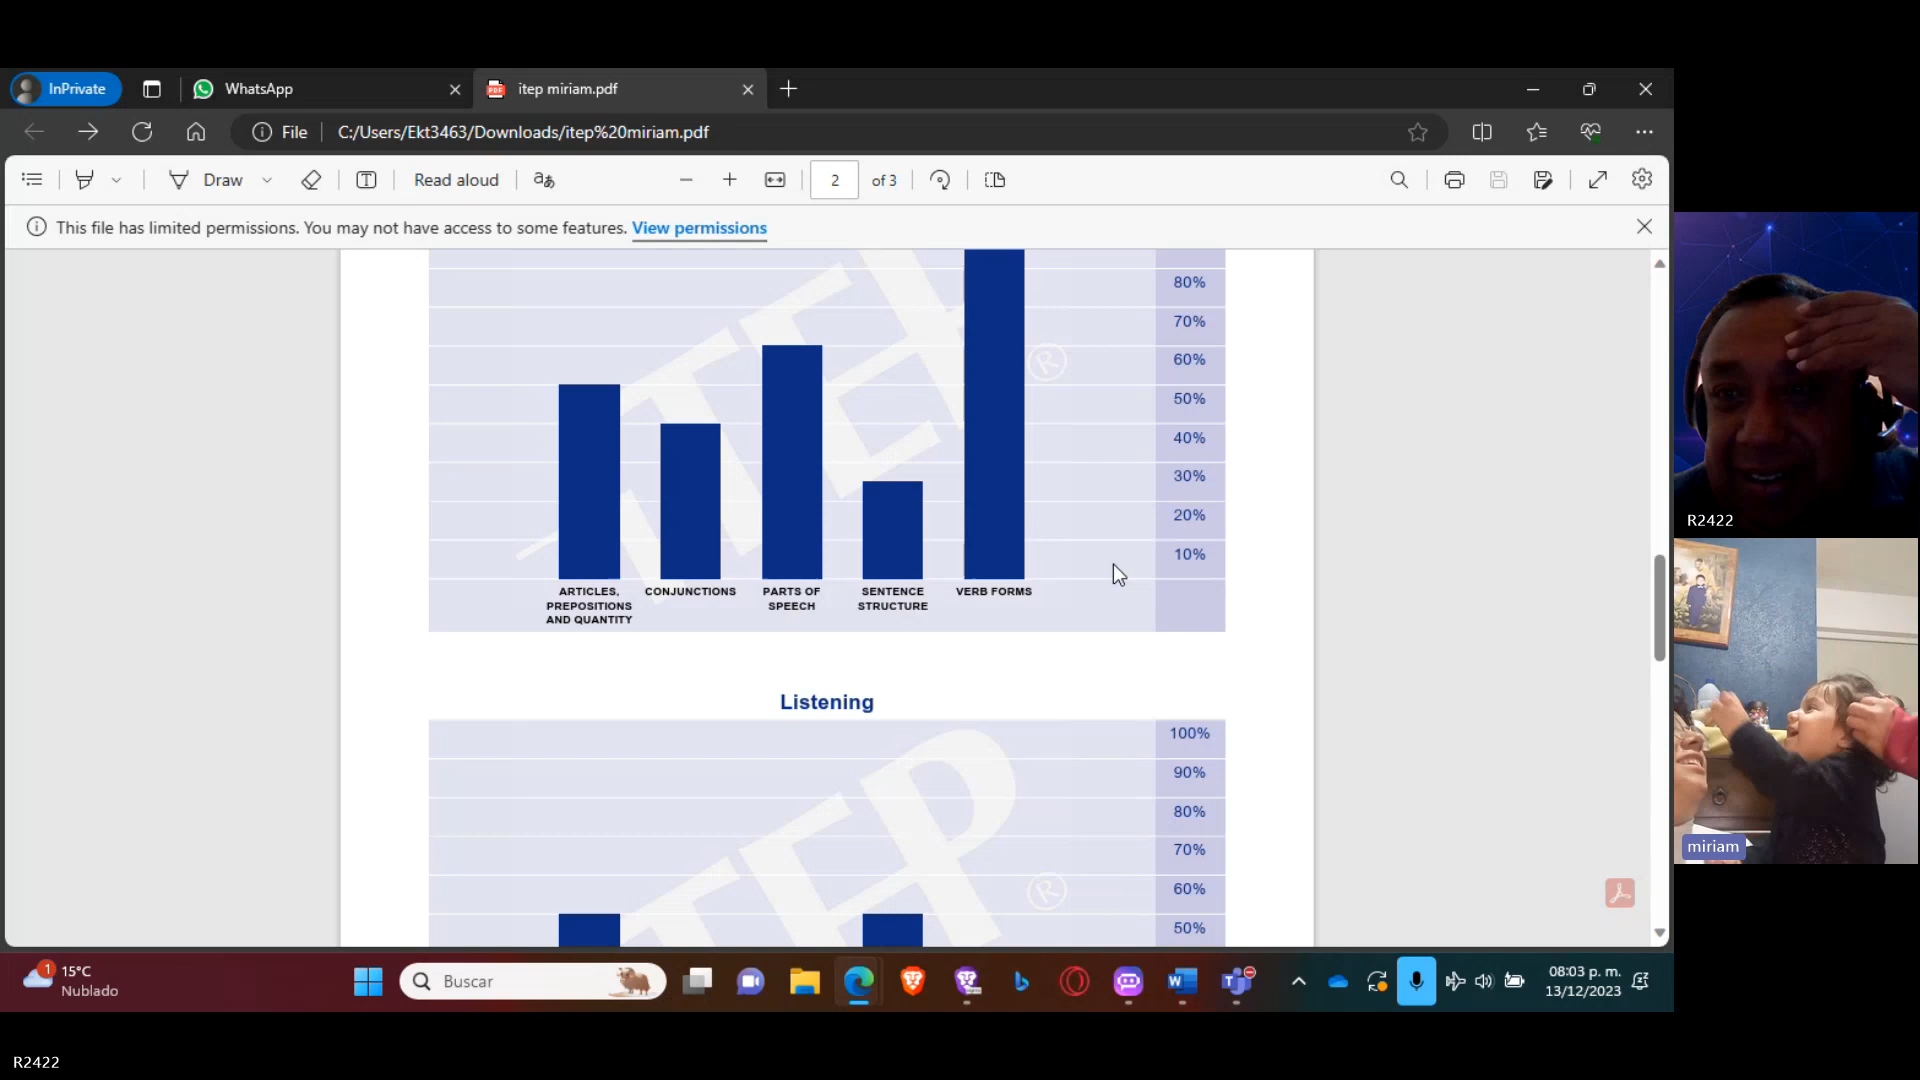 InPrivate
WhatsApp
itep miriam.pdf
File
C:/Users/Ekt3463/Downloads/itep%20miriam.pdf
Draw
Read aloud
2
of 3
This file has limited permissions. You may not have access to some features. View permissions
80%
70%
60%
50%
40%
30%
20%
10%
ARTICLES,
PREPOSITIONS
AND QUANTITY
CONJUNCTIONS
PARTS OF
SPEECH
SENTENCE
STRUCTURE
VERB FORMS
Listening
100%
90%
80%
70%
60%
50%
R2422
miriam
1
15°C
Nublado
Buscar
08:03 p. m.
13/12/2023
R2422